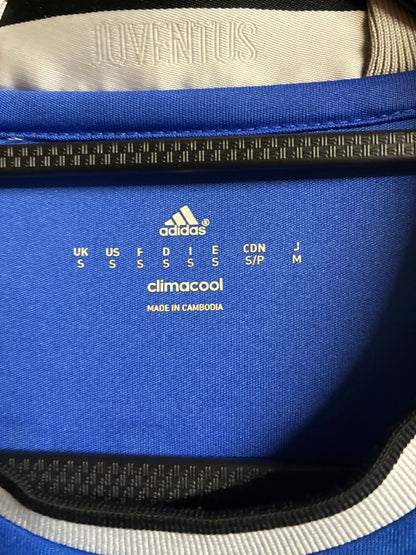 JUVENTUS
adidas®
UK US F D I E CDN J
S S S S S S S/P M
climacool
MADE IN CAMBODIA